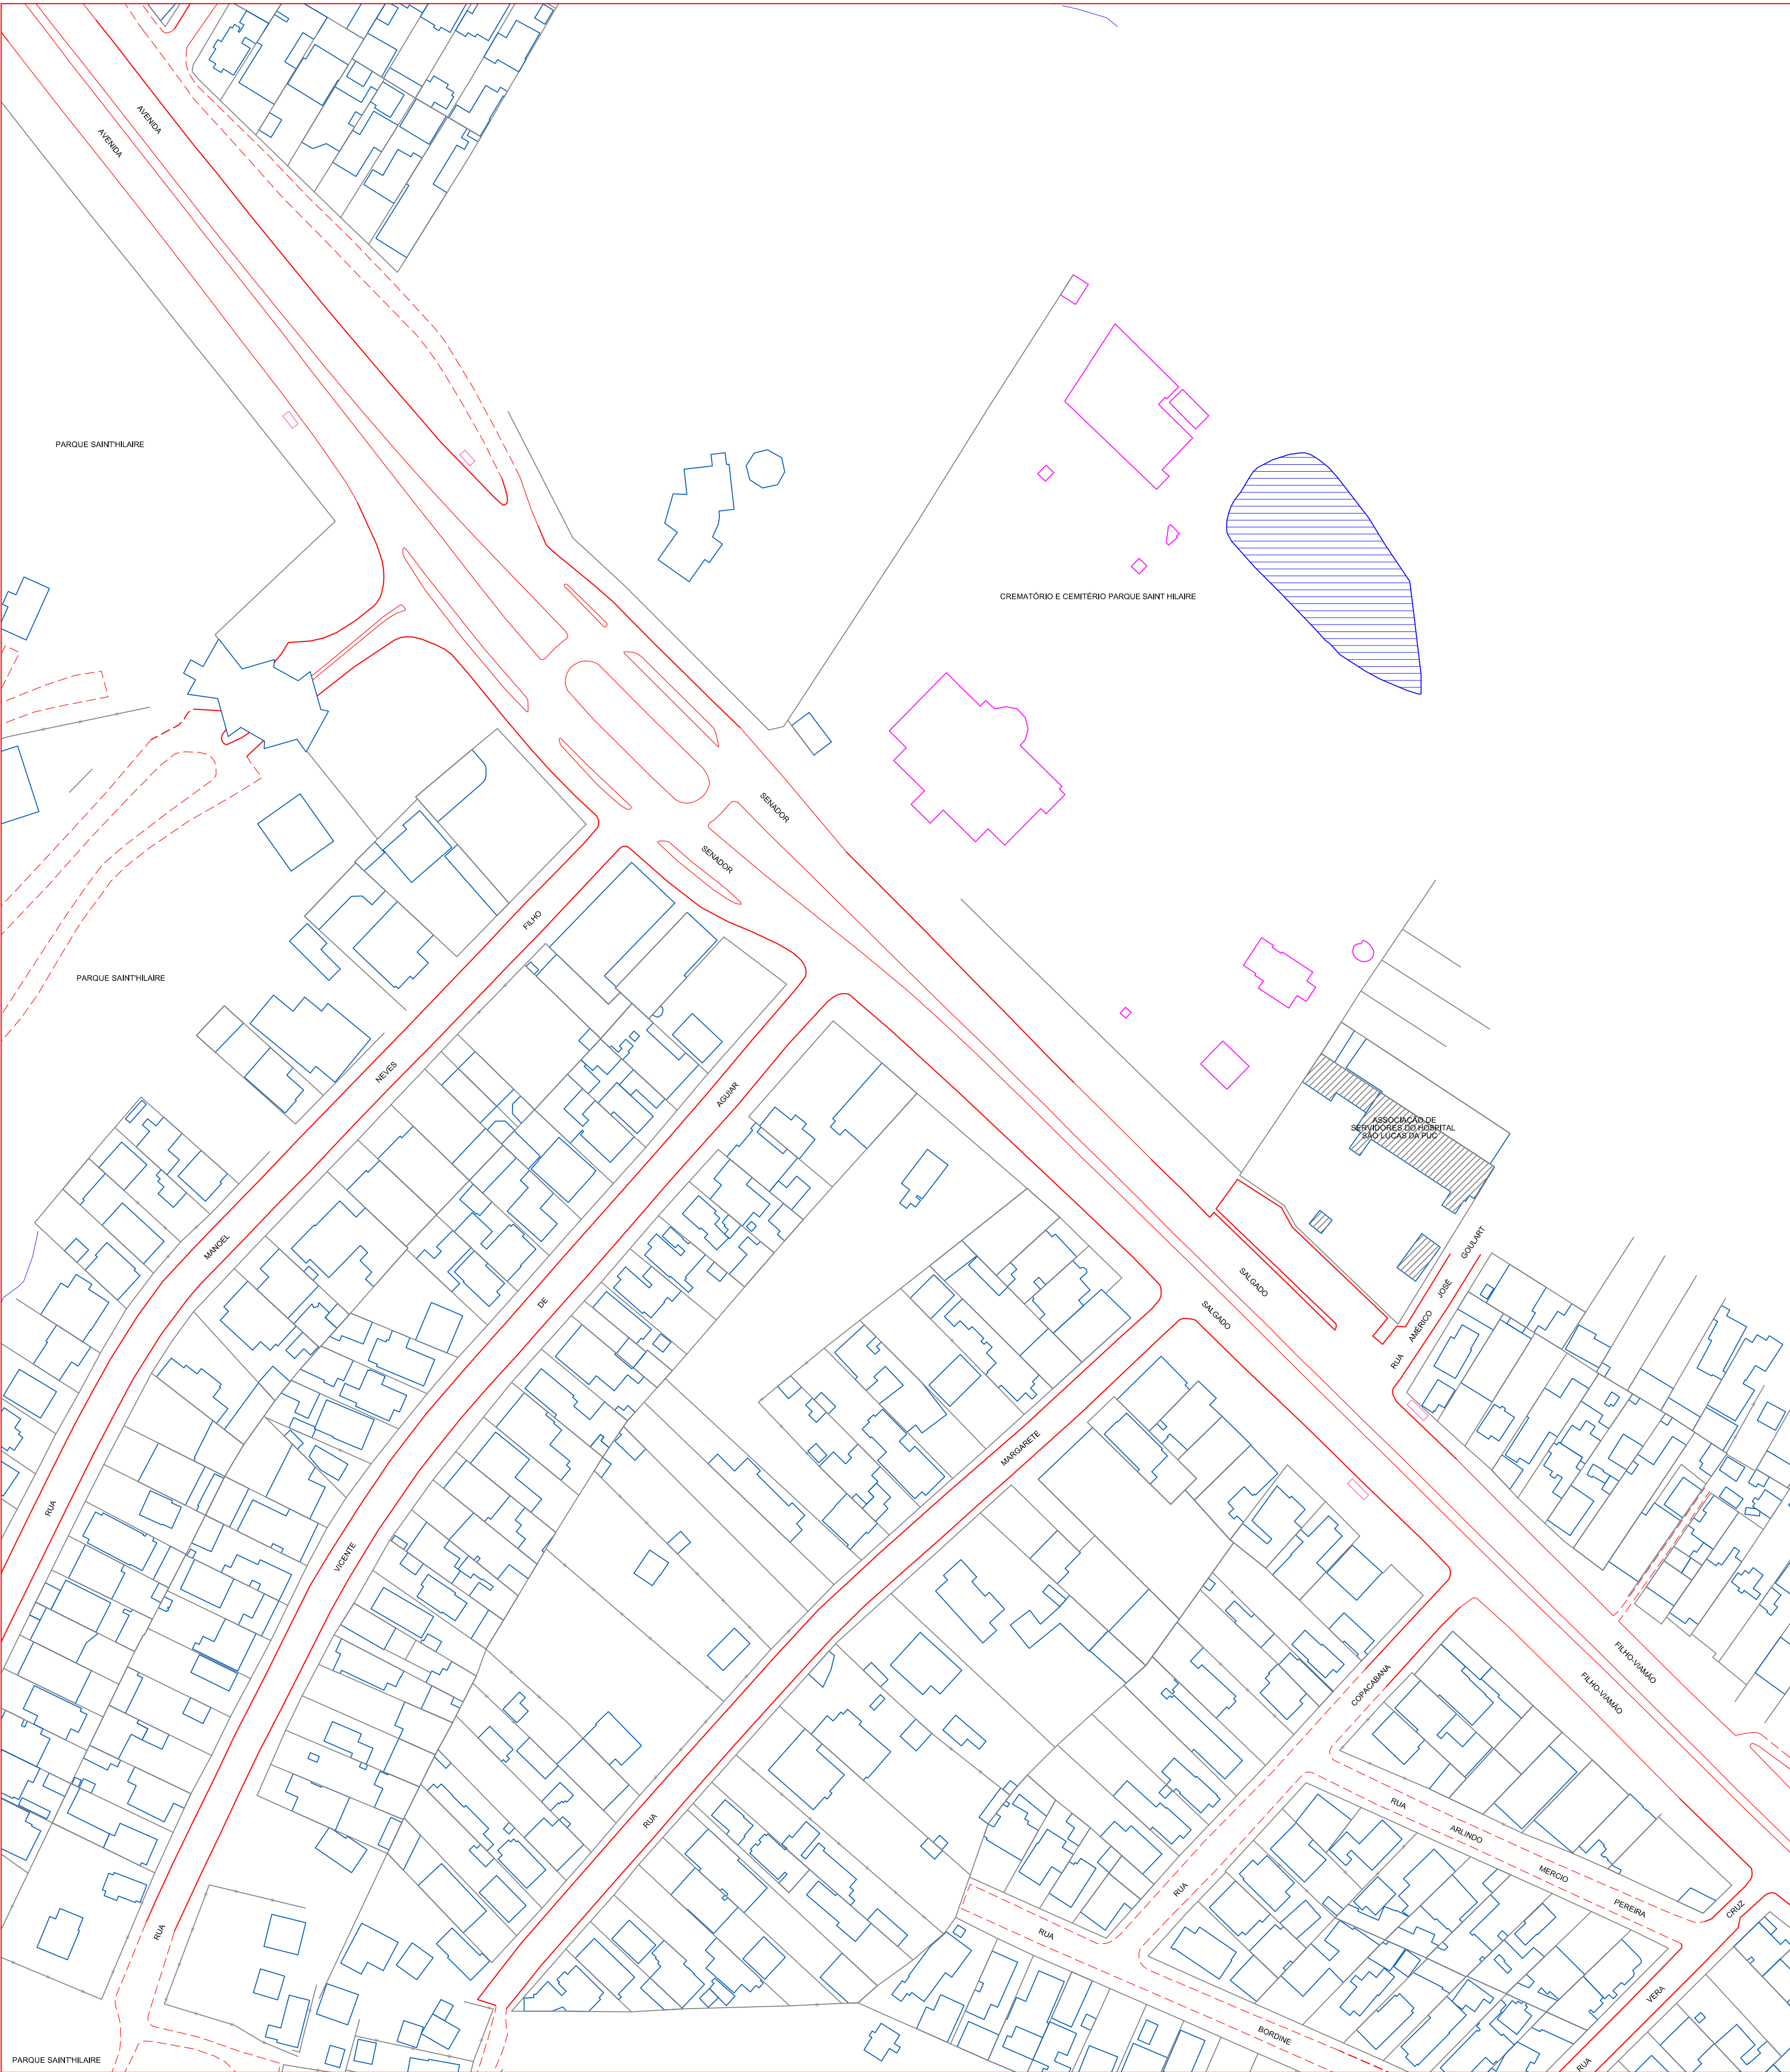 AVENIDA
AVENIDA
PARQUE SAINT'HILAIRE
CREMATÓRIO E CEMITÉRIO PARQUE SAINT HILAIRE
SENADOR
SENADOR
FILHO
PARQUE SAINT'HILAIRE
NEVES
AGUIAR
ASSOCIAÇÃO DE
SERVIDORES DO HOSPITAL
SÃO LUCAS DA PUC
MANOEL
GOULART
JOSÉ
AMÉRICO
RUA
SALGADO
SALGADO
DE
MARGARETE
RUA
VICENTE
FILHO-VIAMÃO
FILHO-VIAMÃO
COPACABANA
RUA
RUA
ARLINDO
MERCIO
PEREIRA
CRUZ
RUA
RUA
RUA
VERA
BORDINE
RUA
PARQUE SAINT'HILAIRE